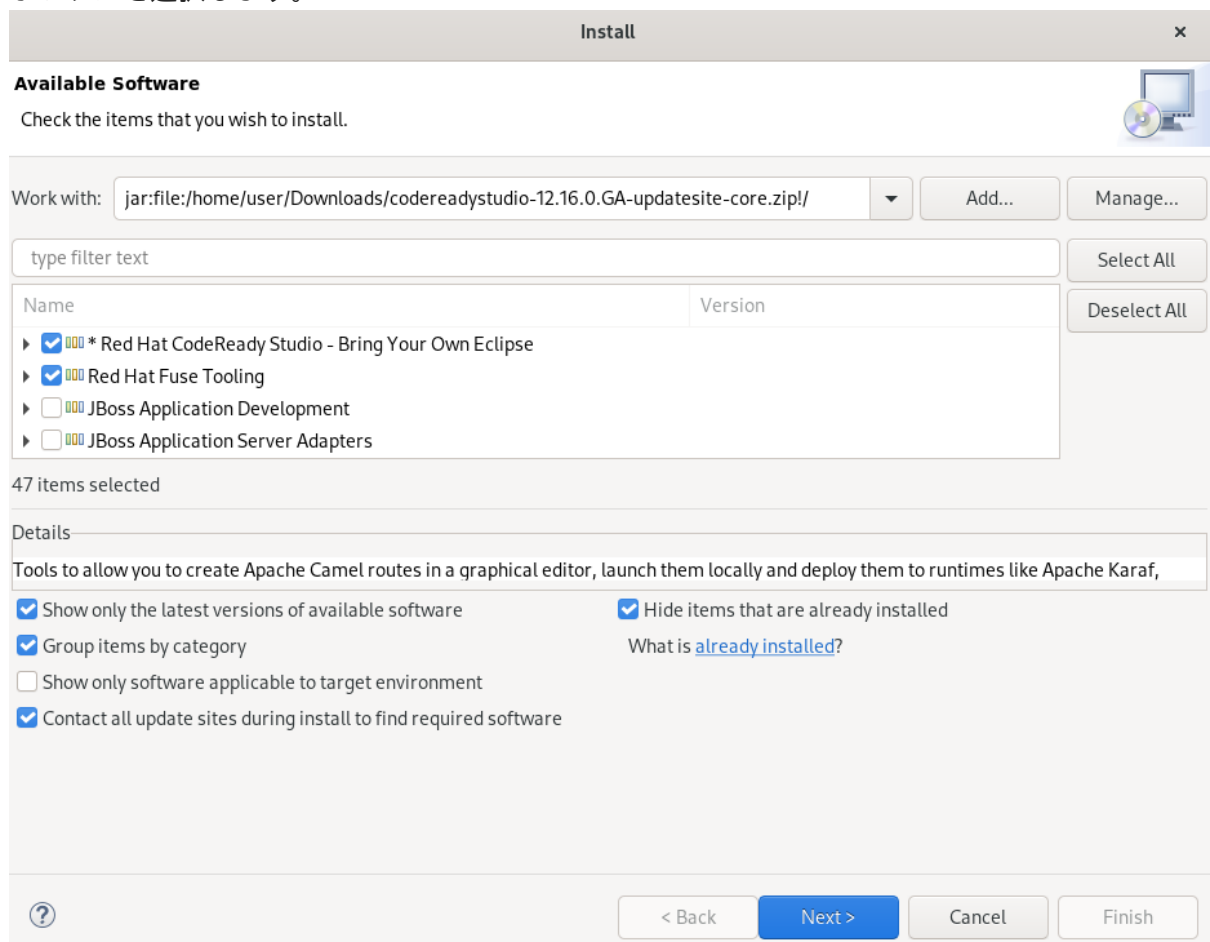 を選択します。
Install
Available Software
Check the items that you wish to install.
Work with: jar:file:/home/user/Downloads/codereadystudio-12.16.0.GA-updatesite-core.zip!/ Add... Manage...
type filter text Select All
Name Version Deselect All
* Red Hat CodeReady Studio - Bring Your Own Eclipse
Red Hat Fuse Tooling
JBoss Application Development
JBoss Application Server Adapters
47 items selected
Details
Tools to allow you to create Apache Camel routes in a graphical editor, launch them locally and deploy them to runtimes like Apache Karaf,
Show only the latest versions of available software Hide items that are already installed
Group items by category What is already installed?
Show only software applicable to target environment
Contact all update sites during install to find required software
? < Back Next > Cancel Finish